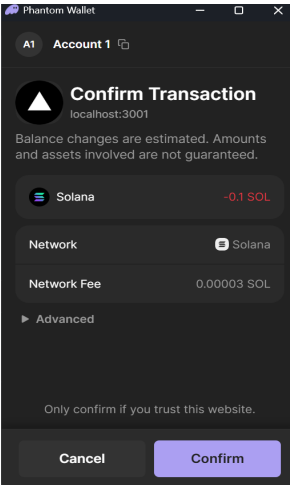 Phantom Wallet
A1 Account 1
Confirm Transaction
localhost:3001
Balance changes are estimated. Amounts
and assets involved are not guaranteed.
Solana -0.1 SOL
Network Solana
Network Fee 0.00003 SOL
Advanced
Only confirm if you trust this website.
Cancel Confirm